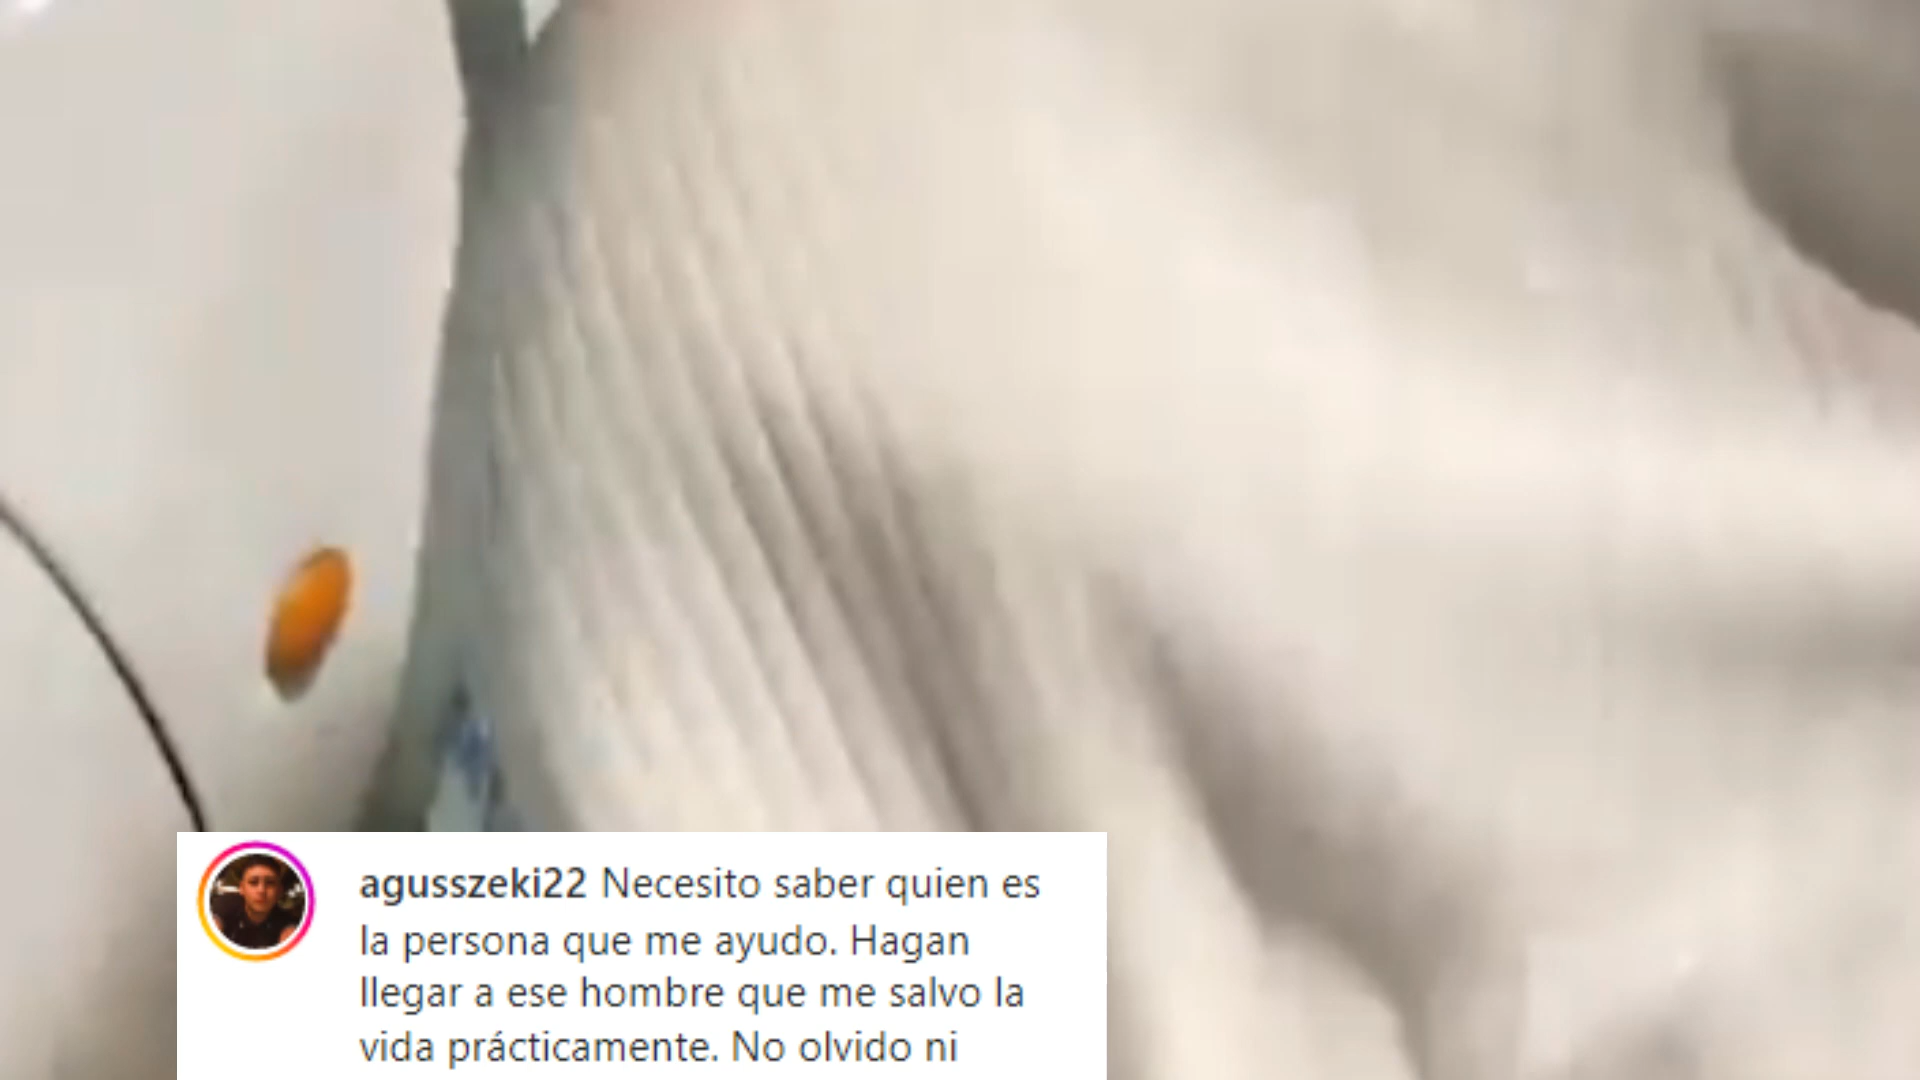 agusszeki22 Necesito saber quien es
la persona que me ayudo. Hagan
llegar a ese hombre que me salvo la
vida prácticamente. No olvido ni